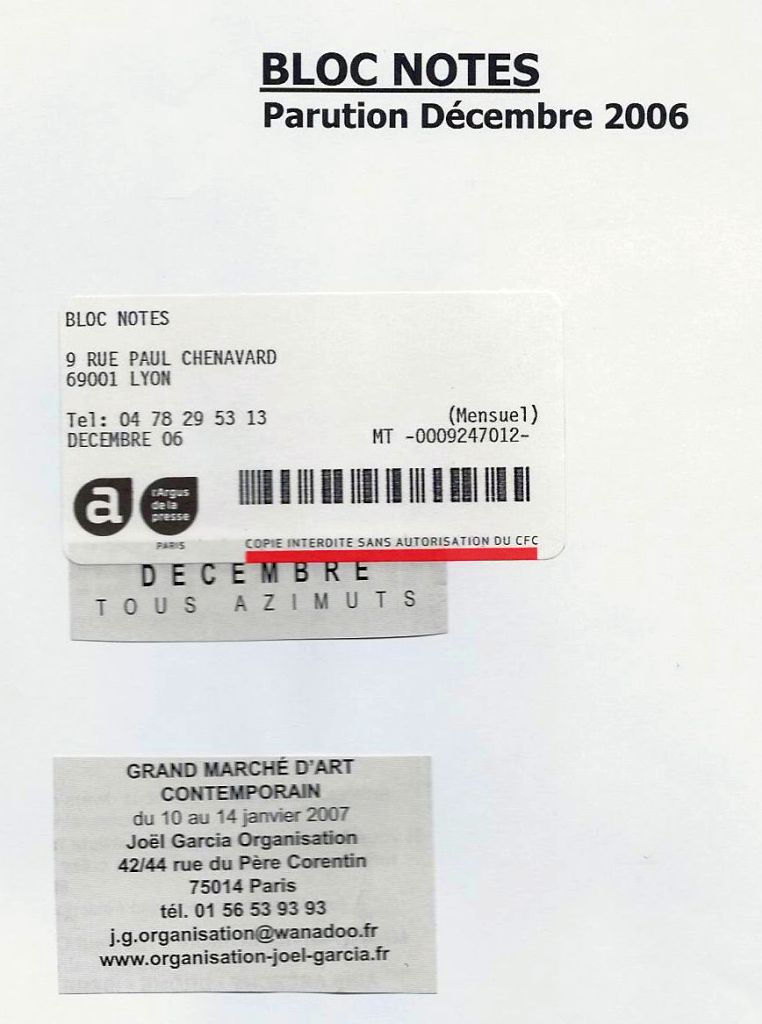 BLOC NOTES
Parution Décembre 2006
BLOC NOTES
9 RUE PAUL CHENAVARD
69001 LYON
Tel: 04 78 29 53 13 (Mensuel)
DECEMBRE 06 MT -0009247012-
a l'Argus
de la
presse
PARIS
COPIE INTERDITE SANS AUTORISATION DU CFC
DECEMBRE
TOUS AZIMUTS
GRAND MARCHÉ D'ART
CONTEMPORAIN
du 10 au 14 janvier 2007
Joël Garcia Organisation
42/44 rue du Père Corentin
75014 Paris
tél. 01 56 53 93 93
j.g.organisation@wanadoo.fr
www.organisation-joel-garcia.fr